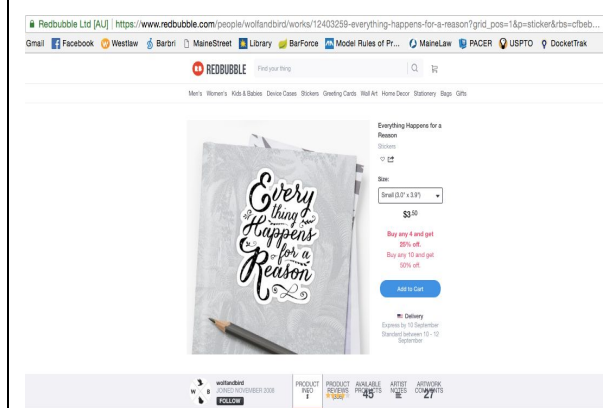 Redbubble Ltd [AU] | https://www.redbubble.com/people/wolfandbird/works/12403259-everything-happens-for-a-reason?grid_pos=1&p=sticker&rbs=cfbeb...
Gmail Facebook Westlaw Barbri MaineStreet Library BarForce Model Rules of Pr... MaineLaw PACER USPTO DocketTrak
REDBUBBLE Find your thing
Men's Women's Kids & Babies Device Cases Stickers Greeting Cards Wall Art Home Decor Stationery Bags Gifts
Every
thing
Happens
for a
Reason
Everything Happens for a
Reason
Stickers
Size:
Small (3.0" x 3.9")
$3.50
Buy any 4 and get
25% off.
Buy any 10 and get
50% off.
Add to Cart
Delivery
Express by 10 September
Standard between 10 - 12
September
W B
wolfandbird
JOINED NOVEMBER 2008
FOLLOW
PRODUCT
INFO
PRODUCT
REVIEWS
AVAILABLE
PRODUCTS
45
ARTIST
NOTES
ARTWORK
COMMENTS
27